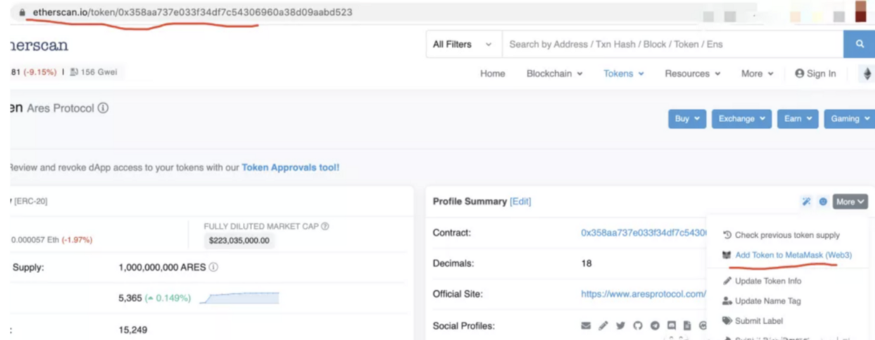 etherscan.io/token/0x358aa737e033f34df7c54306960a38d09aabd523
herscan
All Filters
Search by Address / Txn Hash / Block / Token / Ens
81 (-9.15%) | 156 Gwei
Home Blockchain Tokens Resources More Sign In
en Ares Protocol
Buy Exchange Earn Gaming
Review and revoke dApp access to your tokens with our Token Approvals tool!
[ERC-20]
FULLY DILUTED MARKET CAP
0.000057 Eth (-1.97%)
$223,035,000.00
Supply: 1,000,000,000 ARES
5,365 (0.149%)
15,249
Profile Summary [Edit]
More
Contract: 0x358aa737e033f34df7c5430
Decimals: 18
Official Site: https://www.aresprotocol.com/
Social Profiles:
Check previous token supply
Add Token to MetaMask (Web3)
Update Token Info
Update Name Tag
Submit Label